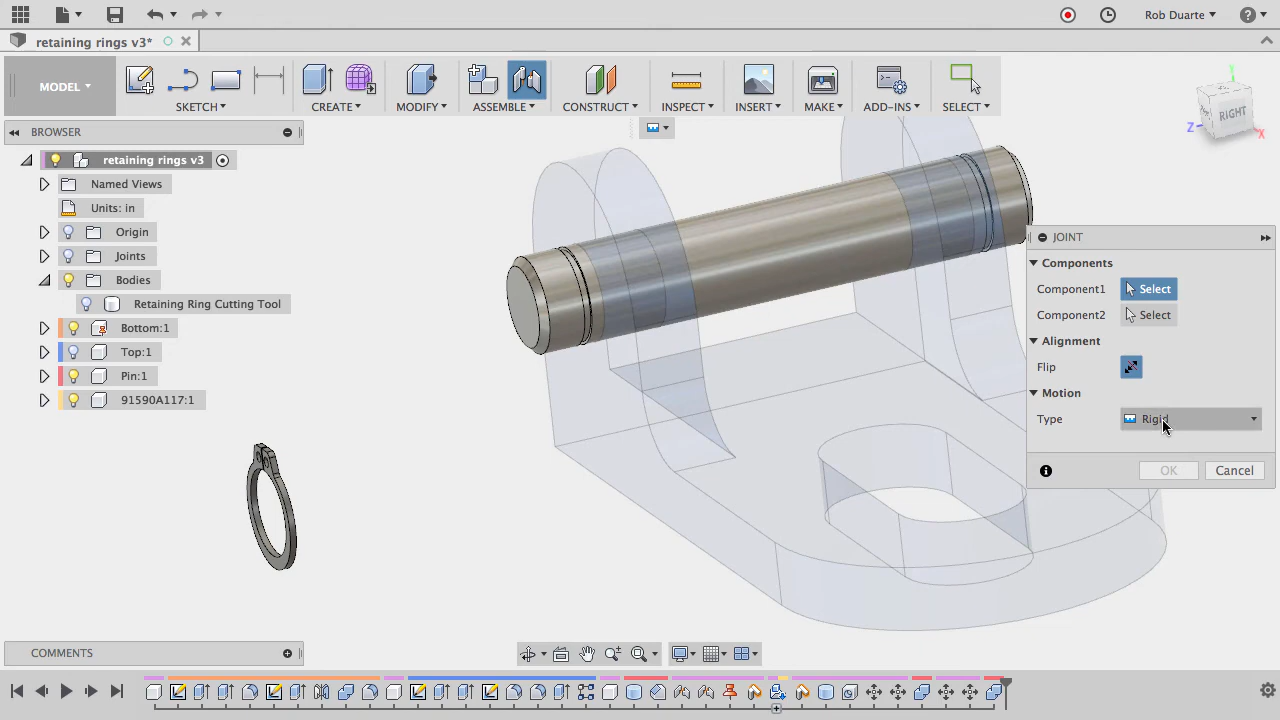 Rob Duarte
retaining rings v3*
MODEL
SKETCH
CREATE
MODIFY
ASSEMBLE
CONSTRUCT
INSPECT
INSERT
MAKE
ADD-INS
SELECT
Y
Z
X
RIGHT
BROWSER
retaining rings v3
Named Views
Units: in
Origin
Joints
Bodies
Retaining Ring Cutting Tool
Bottom:1
Top:1
Pin:1
91590A117:1
JOINT
Components
Component1
Select
Component2
Select
Alignment
Flip
Motion
Type
Rigid
OK
Cancel
COMMENTS